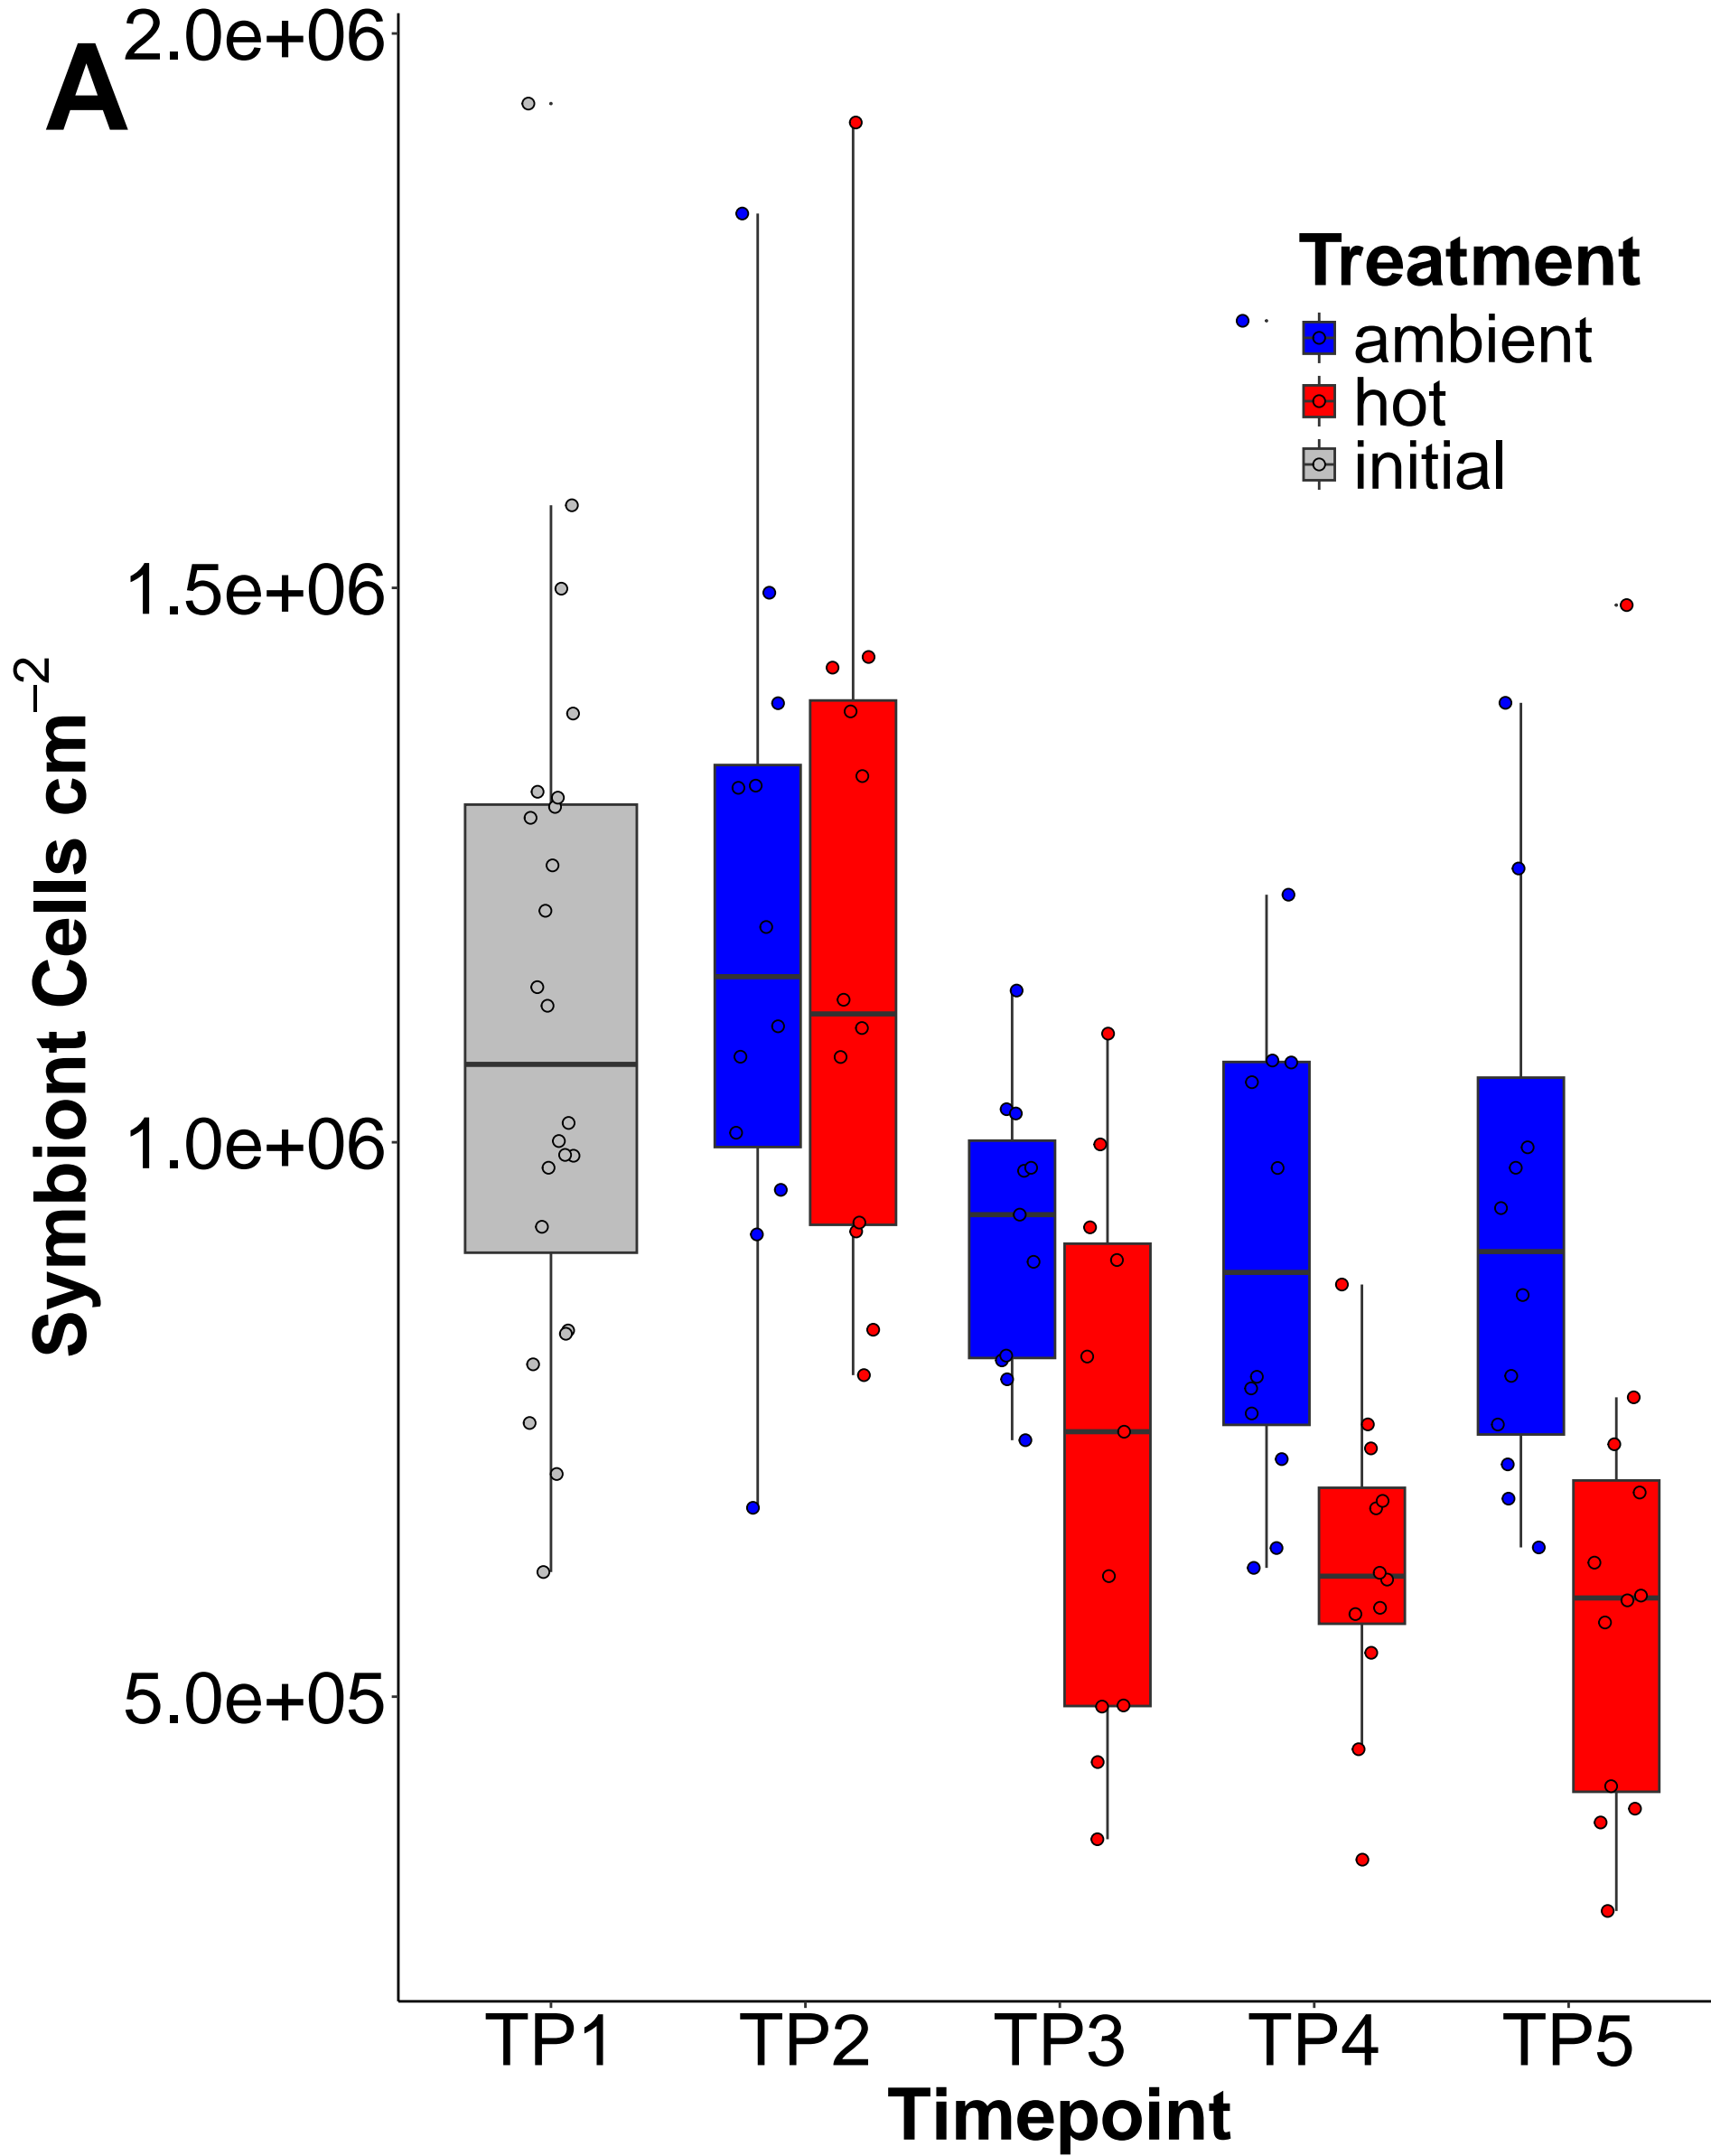 A
2.0e+06
1.5e+06
1.0e+06
5.0e+05
Symbiont Cells cm⁻²
Treatment
ambient
hot
initial
TP1 TP2 TP3 TP4 TP5
Timepoint